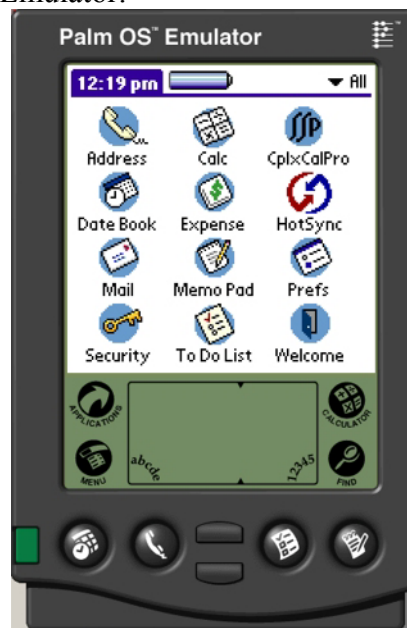 Emulator.
Palm OS™ Emulator
12:19 pm
All
Address Calc CplxCalPro
Date Book Expense HotSync
Mail Memo Pad Prefs
Security To Do List Welcome
APPLICATIONS CALCULATOR
MENU abcde 12345 FIND